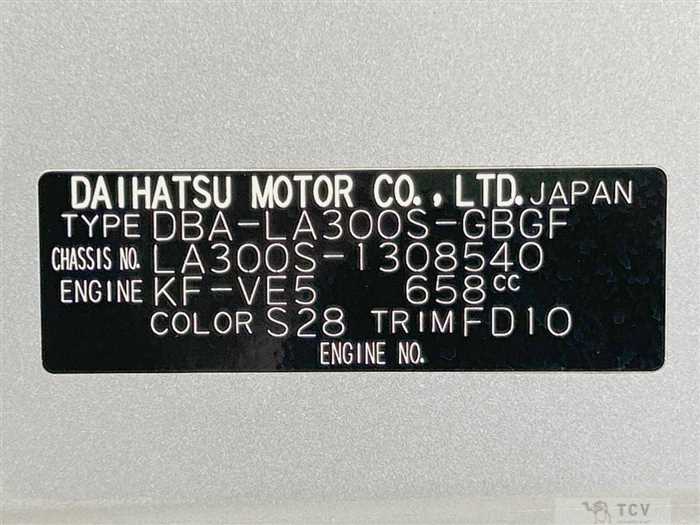 DAIHATSU MOTOR CO., LTD. JAPAN
TYPE DBA-LA300S-GBGF
CHASSIS NO. LA300S-1308540
ENGINE KF-VE5 658cc
COLOR S28 TRIM FD10
ENGINE NO.
TCV